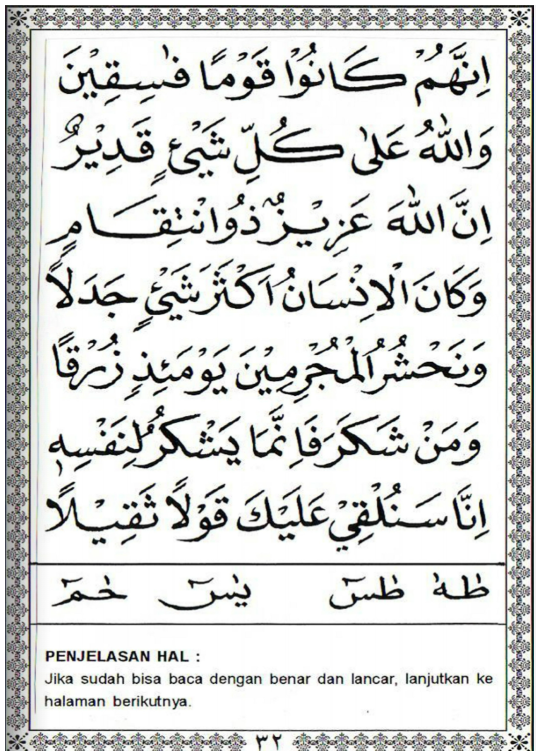 اِنَّهُمْ كَانُوْا قَوْمًا فٰسِقِيْنَ
وَاللّٰهُ عَلٰى كُلِّ شَيْئٍ قَدِيْرٌ
اِنَّ اللّٰهَ عَزِيْزٌ ذُوانْتِقَامٍ
وَكَانَ الْاِنْسَانُ اَكْثَرَ شَيْئٍ جَدَلًا
وَنَحْشُرُ الْمُجْرِمِيْنَ يَوْمَئِذٍ زُرْقًا
وَمَنْ شَكَرَ فَاِنَّمَا يَشْكُرُ لِنَفْسِهٖ
اِنَّا سَنُلْقِيْ عَلَيْكَ قَوْلًا ثَقِيْلًا
طٰهٰ طٰسٓ يٰسٓ حٰمٓ
PENJELASAN HAL :
Jika sudah bisa baca dengan benar dan lancar, lanjutkan ke
halaman berikutnya.
٣٢